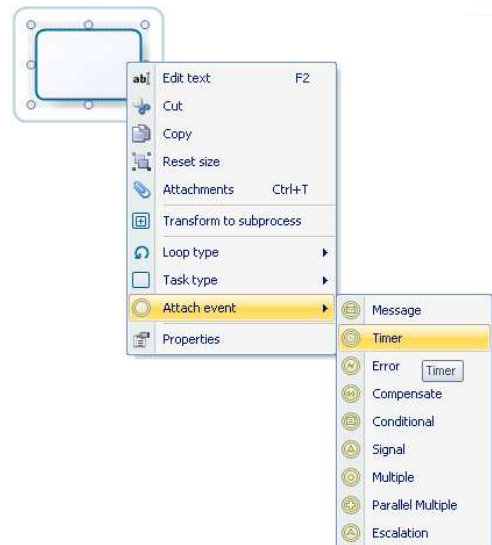 Edit text F2
Cut
Copy
Reset size
Attachments Ctrl+T
Transform to subprocess
Loop type
Task type
Attach event
Properties
Message
Timer
Error
Timer
Compensate
Conditional
Signal
Multiple
Parallel Multiple
Escalation